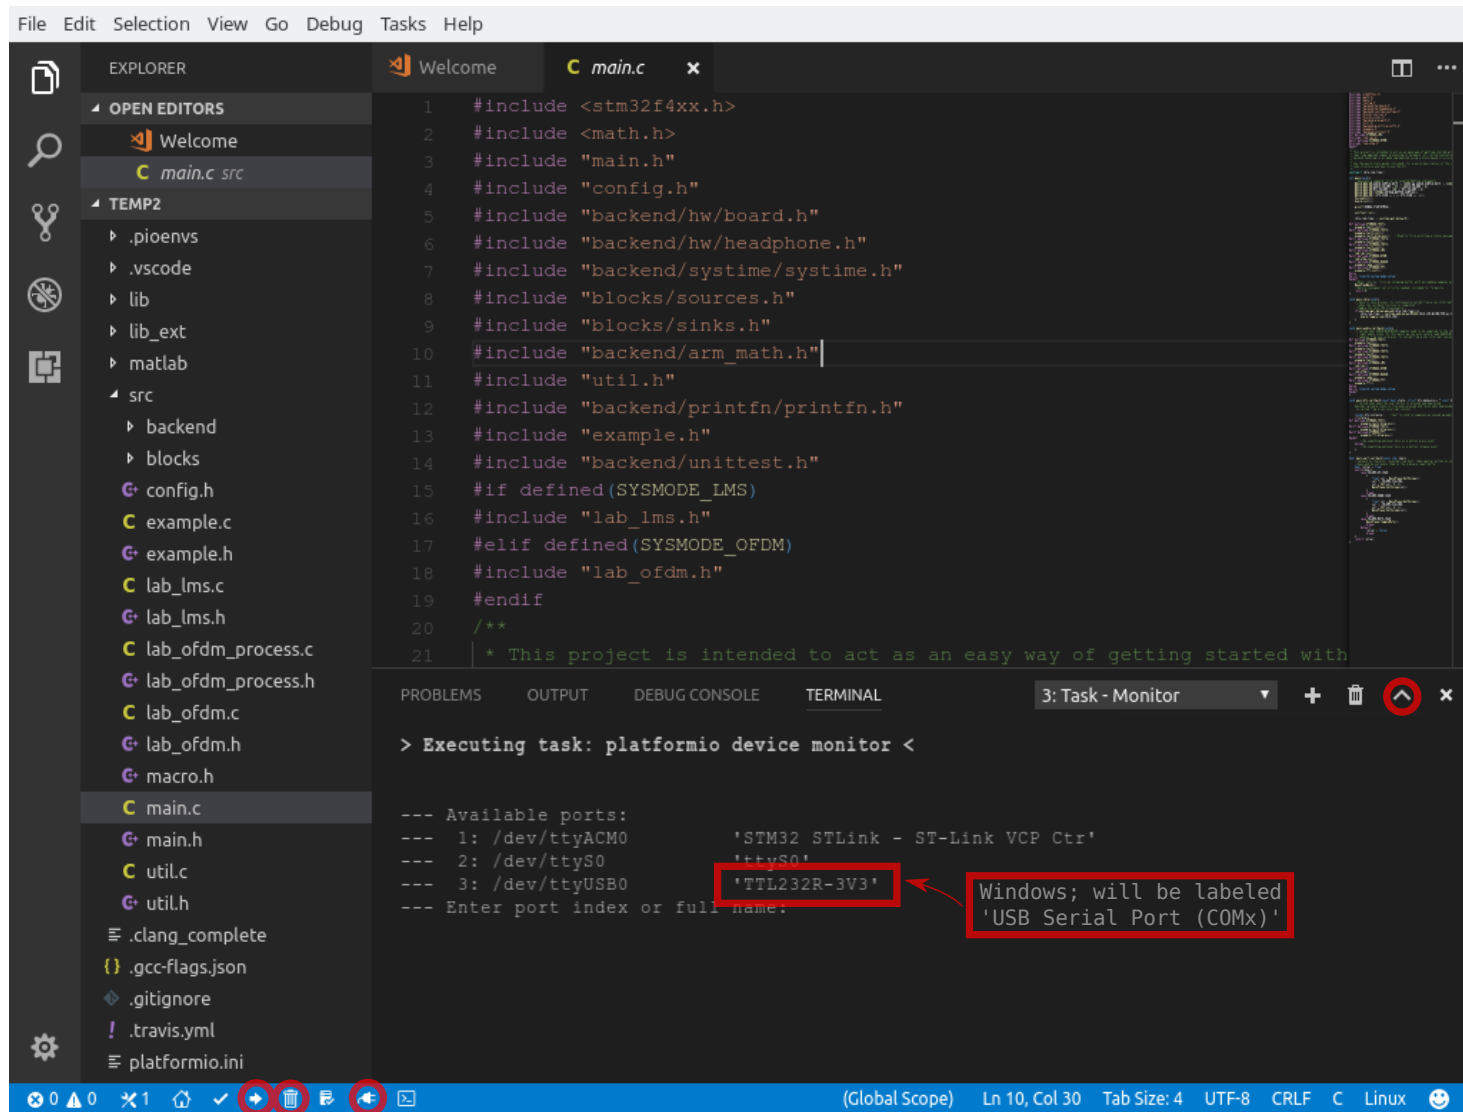 File Edit Selection View Go Debug Tasks Help
EXPLORER
OPEN EDITORS
Welcome
main.c src
TEMP2
.pioenvs
.vscode
lib
lib_ext
matlab
src
backend
blocks
config.h
example.c
example.h
lab_lms.c
lab_lms.h
lab_ofdm_process.c
lab_ofdm_process.h
lab_ofdm.c
lab_ofdm.h
macro.h
main.c
main.h
util.c
util.h
.clang_complete
.gcc-flags.json
.gitignore
.travis.yml
platformio.ini
Welcome
main.c
1 #include <stm32f4xx.h>
2 #include <math.h>
3 #include "main.h"
4 #include "config.h"
5 #include "backend/hw/board.h"
6 #include "backend/hw/headphone.h"
7 #include "backend/systime/systime.h"
8 #include "blocks/sources.h"
9 #include "blocks/sinks.h"
10 #include "backend/arm_math.h"
11 #include "util.h"
12 #include "backend/printfn/printfn.h"
13 #include "example.h"
14 #include "backend/unittest.h"
15 #if defined(SYSMODE_LMS)
16 #include "lab_lms.h"
17 #elif defined(SYSMODE_OFDM)
18 #include "lab_ofdm.h"
19 #endif
20 /**
21 * This project is intended to act as an easy way of getting started with
PROBLEMS OUTPUT DEBUG CONSOLE TERMINAL 3: Task - Monitor
> Executing task: platformio device monitor <
--- Available ports:
--- 1: /dev/ttyACM0 'STM32 STLink - ST-Link VCP Ctr'
--- 2: /dev/ttyS0 'ttyS0'
--- 3: /dev/ttyUSB0 'TTL232R-3V3'
--- Enter port index or full name:
Windows; will be labeled
'USB Serial Port (COMx)'
0 0 1 (Global Scope) Ln 10, Col 30 Tab Size: 4 UTF-8 CRLF C Linux